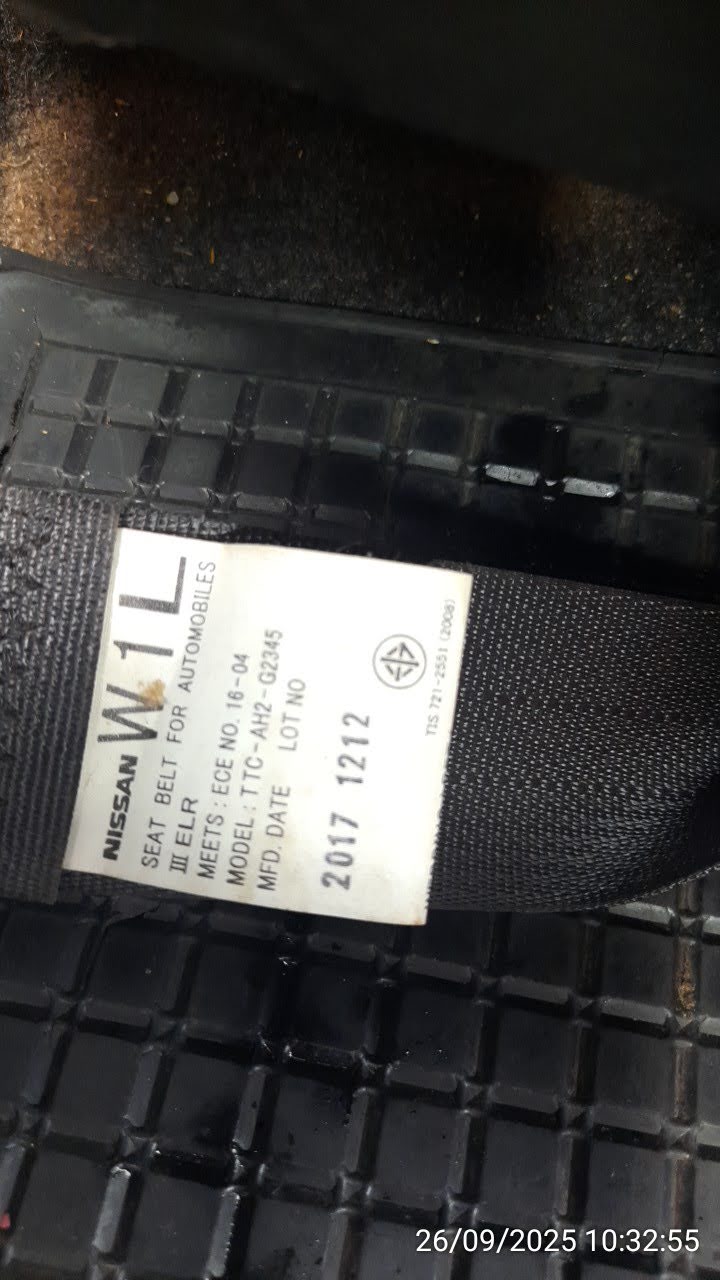 NISSAN W 1L
SEAT BELT FOR AUTOMOBILES
III ELR
MEETS : ECE NO. 16-04
MODEL : TTC-AH2-G2345
MFD. DATE LOT NO
2017 1212
TIS 721-2551 (2008)
26/09/2025 10:32:55